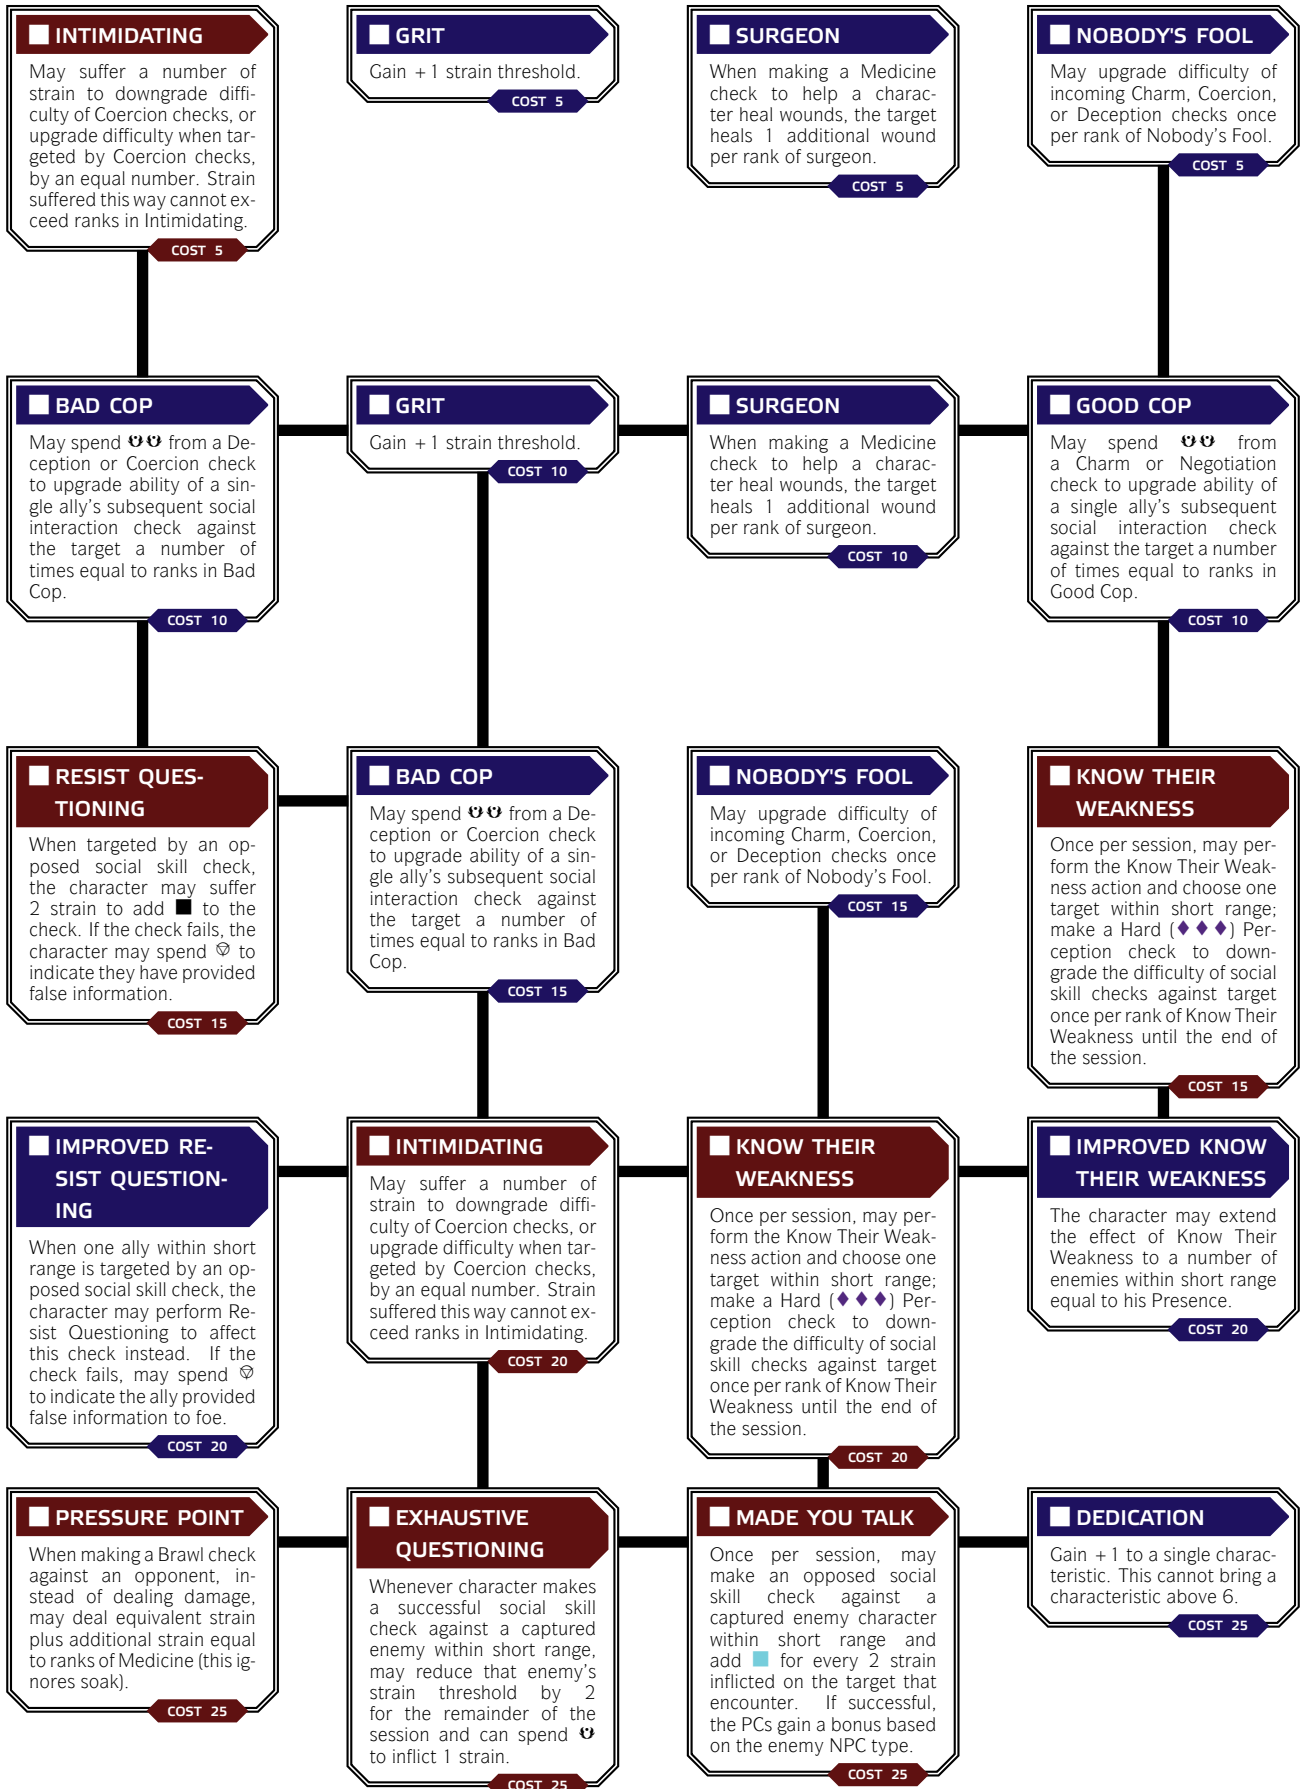 INTIMIDATING
May suffer a number of
strain to downgrade diffi-
culty of Coercion checks, or
upgrade difficulty when tar-
geted by Coercion checks,
by an equal number. Strain
suffered this way cannot ex-
ceed ranks in Intimidating.
COST 5
GRIT
Gain +1 strain threshold.
COST 5
SURGEON
When making a Medicine
check to help a charac-
ter heal wounds, the target
heals 1 additional wound
per rank of surgeon.
COST 5
NOBODY'S FOOL
May upgrade difficulty of
incoming Charm, Coercion,
or Deception checks once
per rank of Nobody's Fool.
COST 5
BAD COP
May spend from a De-
ception or Coercion check
to upgrade ability of a sin-
gle ally's subsequent social
interaction check against
the target a number of
times equal to ranks in Bad
Cop.
COST 10
GRIT
Gain +1 strain threshold.
COST 10
SURGEON
When making a Medicine
check to help a charac-
ter heal wounds, the target
heals 1 additional wound
per rank of surgeon.
COST 10
GOOD COP
May spend from
a Charm or Negotiation
check to upgrade ability of
a single ally's subsequent
social interaction check
against the target a number
of times equal to ranks in
Good Cop.
COST 10
RESIST QUES-
TIONING
When targeted by an op-
posed social skill check,
the character may suffer
2 strain to add ■ to the
check. If the check fails, the
character may spend to
indicate they have provided
false information.
COST 15
BAD COP
May spend from a De-
ception or Coercion check
to upgrade ability of a sin-
gle ally's subsequent social
interaction check against
the target a number of
times equal to ranks in Bad
Cop.
COST 15
NOBODY'S FOOL
May upgrade difficulty of
incoming Charm, Coercion,
or Deception checks once
per rank of Nobody's Fool.
COST 15
KNOW THEIR
WEAKNESS
Once per session, may per-
form the Know Their Weak-
ness action and choose one
target within short range;
make a Hard (♦ ♦ ♦) Per-
ception check to down-
grade the difficulty of social
skill checks against target
once per rank of Know Their
Weakness until the end of
the session.
COST 15
IMPROVED RE-
SIST QUESTION-
ING
When one ally within short
range is targeted by an op-
posed social skill check, the
character may perform Re-
sist Questioning to affect
this check instead. If the
check fails, may spend
to indicate the ally provided
false information to foe.
COST 20
INTIMIDATING
May suffer a number of
strain to downgrade diffi-
culty of Coercion checks, or
upgrade difficulty when tar-
geted by Coercion checks,
by an equal number. Strain
suffered this way cannot ex-
ceed ranks in Intimidating.
COST 20
KNOW THEIR
WEAKNESS
Once per session, may per-
form the Know Their Weak-
ness action and choose one
target within short range;
make a Hard (♦ ♦ ♦) Per-
ception check to down-
grade the difficulty of social
skill checks against target
once per rank of Know Their
Weakness until the end of
the session.
COST 20
IMPROVED KNOW
THEIR WEAKNESS
The character may extend
the effect of Know Their
Weakness to a number of
enemies within short range
equal to his Presence.
COST 20
PRESSURE POINT
When making a Brawl check
against an opponent, in-
stead of dealing damage,
may deal equivalent strain
plus additional strain equal
to ranks of Medicine (this ig-
nores soak).
COST 25
EXHAUSTIVE
QUESTIONING
Whenever character makes
a successful social skill
check against a captured
enemy within short range,
may reduce that enemy's
strain threshold by 2
for the remainder of the
session and can spend
to inflict 1 strain.
COST 25
MADE YOU TALK
Once per session, may
make an opposed social
skill check against a
captured enemy character
within short range and
add ■ for every 2 strain
inflicted on the target that
encounter. If successful,
the PCs gain a bonus based
on the enemy NPC type.
COST 25
DEDICATION
Gain +1 to a single charac-
teristic. This cannot bring a
characteristic above 6.
COST 25